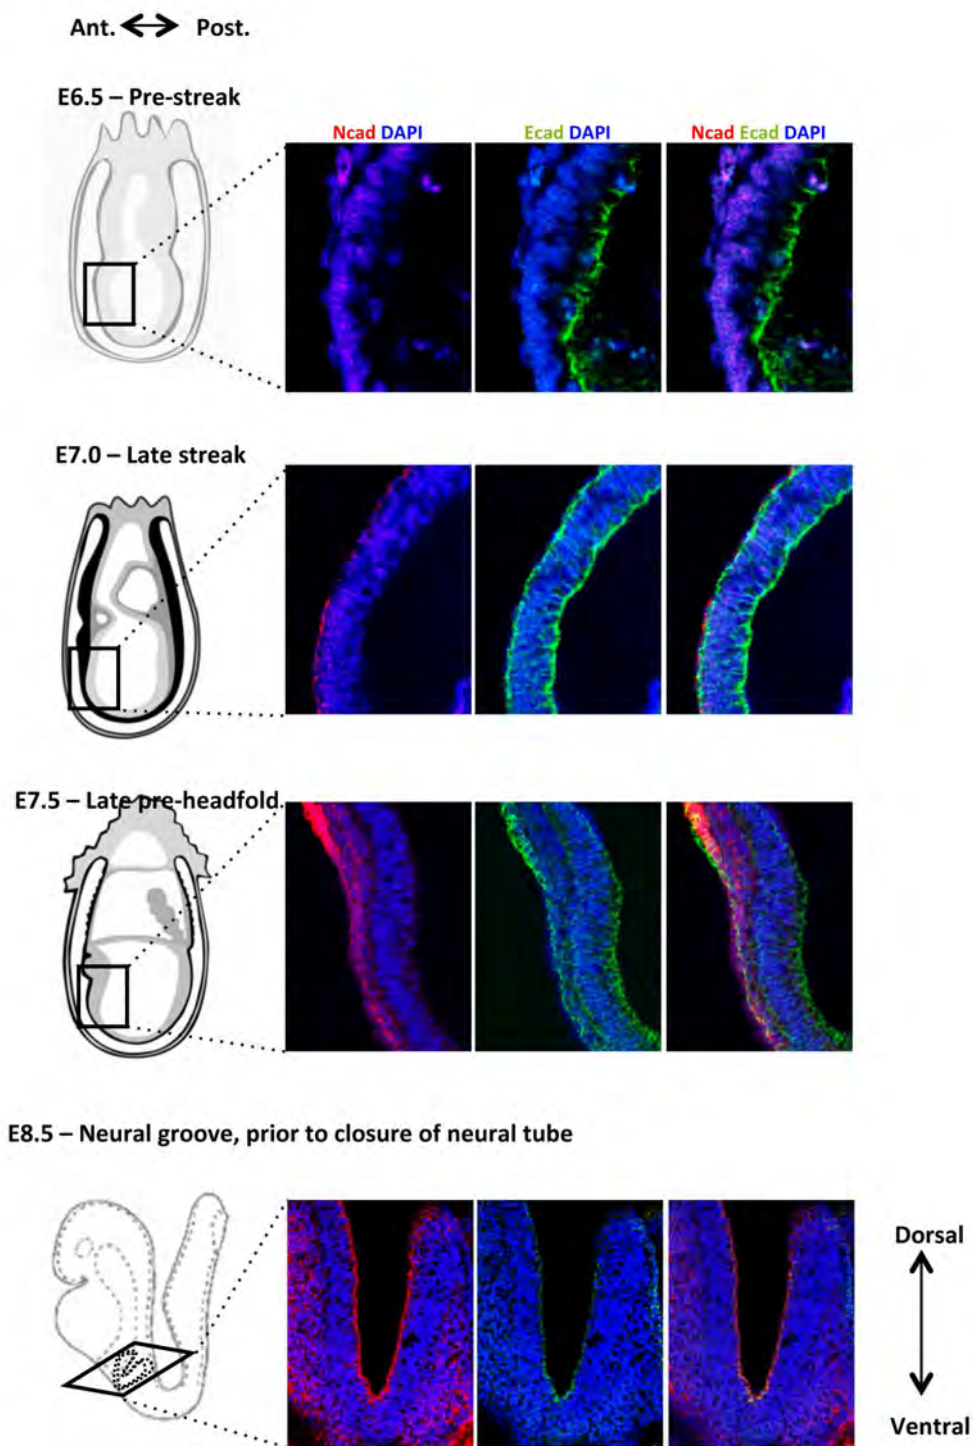 Ant. Post.
E6.5 – Pre-streak
Ncad DAPI Ecad DAPI Ncad Ecad DAPI
E7.0 – Late streak
E7.5 – Late pre-headfold.
E8.5 – Neural groove, prior to closure of neural tube
Dorsal
Ventral